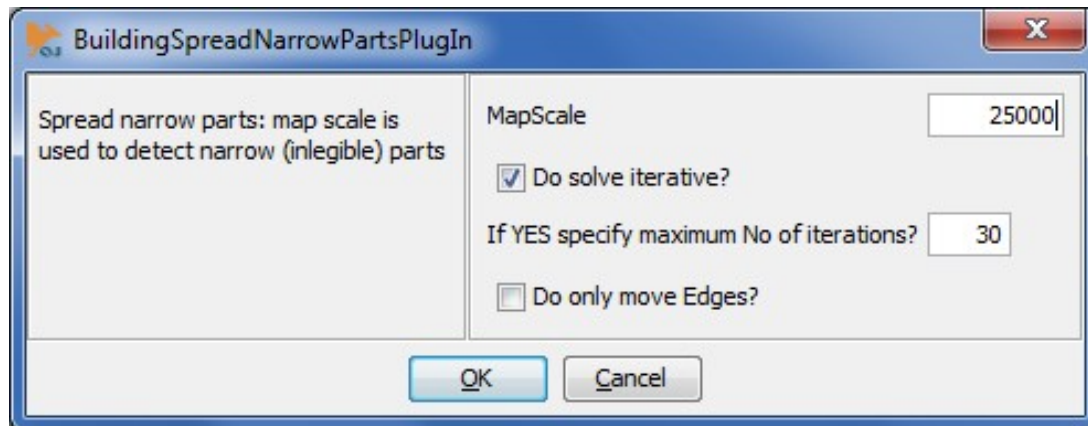 BuildingSpreadNarrowPartsPlugIn
Spread narrow parts: map scale is
used to detect narrow (inlegible) parts
MapScale 25000
Do solve iterative?
If YES specify maximum No of iterations? 30
Do only move Edges?
OK Cancel